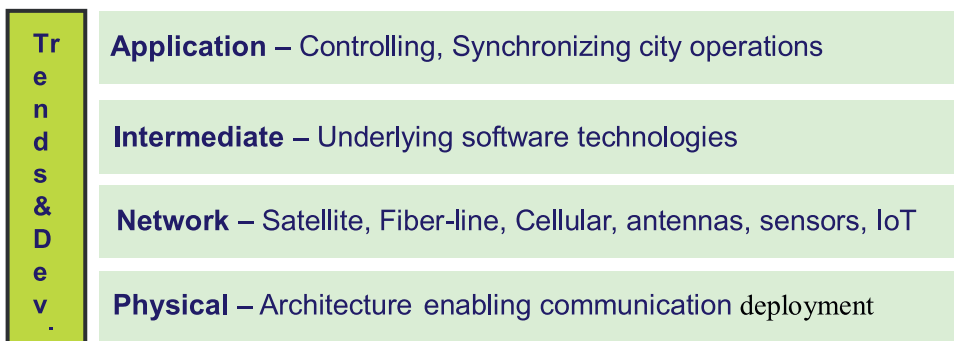 Tr
e
n
d
s
&
D
e
v
.
Application – Controlling, Synchronizing city operations
Intermediate – Underlying software technologies
Network – Satellite, Fiber-line, Cellular, antennas, sensors, IoT
Physical – Architecture enabling communication deployment